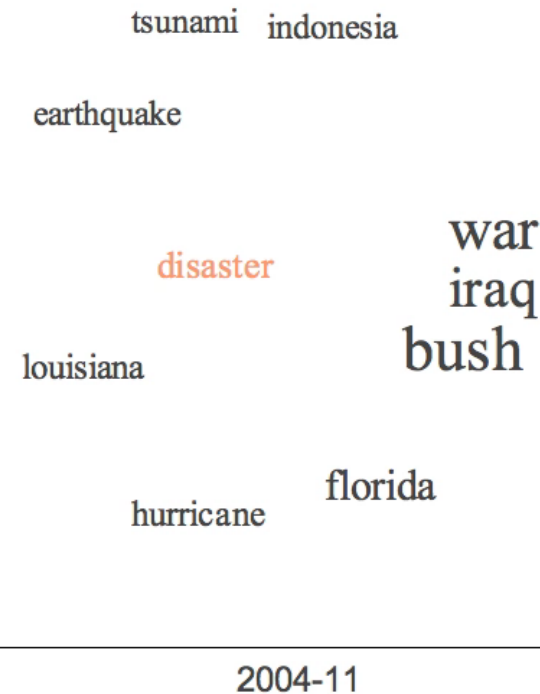 tsunami indonesia
earthquake
war
disaster
iraq
bush
louisiana
florida
hurricane
2004-11